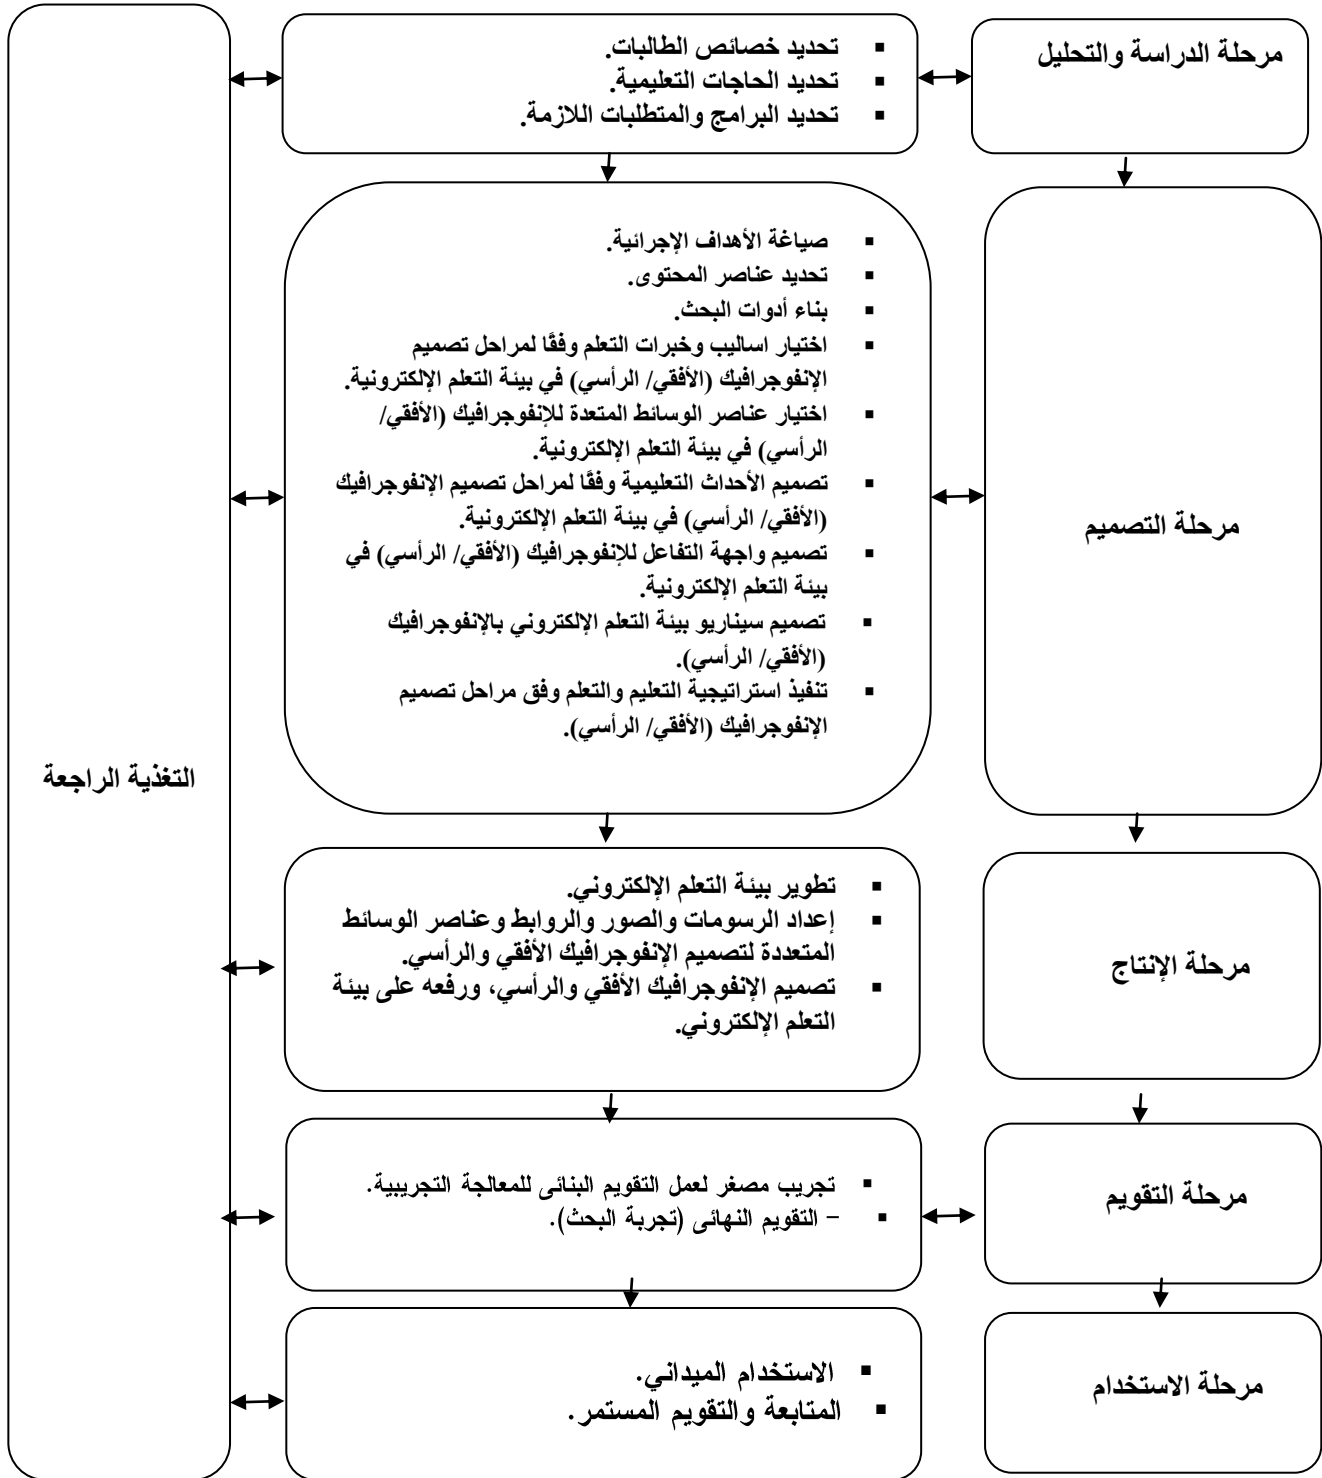 مرحلة الدراسة والتحليل
تحديد خصائص الطالبات.
تحديد الحاجات التعليمية.
تحديد البرامج والمتطلبات اللازمة.
مرحلة التصميم
صياغة الأهداف الإجرائية.
تحديد عناصر المحتوى.
بناء أدوات البحث.
اختيار اساليب وخبرات التعلم وفقًا لمراحل تصميم
الإنفوجرافيك (الأفقي/ الرأسي) في بيئة التعلم الإلكترونية.
اختيار عناصر الوسائط المتعدة للإنفوجرافيك (الأفقي/
الرأسي) في بيئة التعلم الإلكترونية.
تصميم الأحداث التعليمية وفقًا لمراحل تصميم الإنفوجرافيك
(الأفقي/ الرأسي) في بيئة التعلم الإلكترونية.
تصميم واجهة التفاعل للإنفوجرافيك (الأفقي/ الرأسي) في
بيئة التعلم الإلكترونية.
تصميم سيناريو بيئة التعلم الإلكتروني بالإنفوجرافيك
(الأفقي/ الرأسي).
تنفيذ استراتيجية التعليم والتعلم وفق مراحل تصميم
الإنفوجرافيك (الأفقي/ الرأسي).
مرحلة الإنتاج
تطوير بيئة التعلم الإلكتروني.
إعداد الرسومات والصور والروابط وعناصر الوسائط
المتعددة لتصميم الإنفوجرافيك الأفقي والرأسي.
تصميم الإنفوجرافيك الأفقي والرأسي، ورفعه على بيئة
التعلم الإلكتروني.
مرحلة التقويم
تجريب مصغر لعمل التقويم البنائى للمعالجة التجريبية.
– التقويم النهائى (تجربة البحث).
مرحلة الاستخدام
الاستخدام الميداني.
المتابعة والتقويم المستمر.
التغذية الراجعة